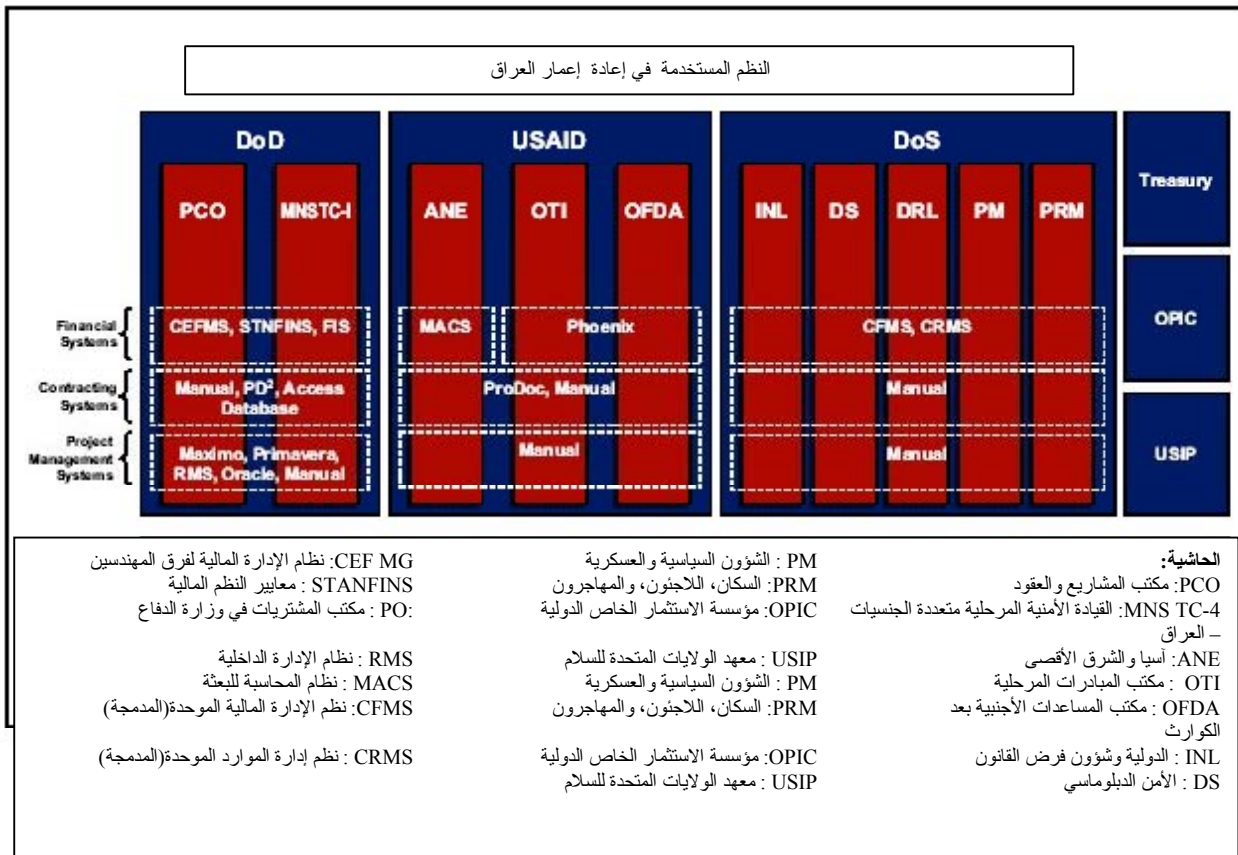 النظم المستخدمة في إعادة إعمار العراق
DoD
USAID
DoS
Treasury
PCO
MNSTC-I
ANE
OTI
OFDA
INL
DS
DRL
PM
PRM
OPIC
USIP
Financial
Systems
CEFMS, STNFINS, FIS
MACS
Phoenix
CFMS, CRMS
Contracting
Systems
Manual, PD², Access
Database
ProDoc, Manual
Manual
Project
Management
Systems
Maximo, Primavera,
RMS, Oracle, Manual
Manual
Manual
الحاشية:
PCO: مكتب المشاريع والعقود
MNS TC-4: القيادة الأمنية المرحلية متعددة الجنسيات
– العراق
ANE: آسيا والشرق الأقصى
OTI : مكتب المبادرات المرحلية
OFDA : مكتب المساعدات الأجنبية بعد
الكوارث
INL : الدولية وشؤون فرض القانون
DS : الأمن الدبلوماسي
PM : الشؤون السياسية والعسكرية
PRM: السكان، اللاجئون، والمهاجرون
OPIC: مؤسسة الاستثمار الخاص الدولية
USIP : معهد الولايات المتحدة للسلام
PM : الشؤون السياسية والعسكرية
PRM: السكان، اللاجئون، والمهاجرون
OPIC: مؤسسة الاستثمار الخاص الدولية
USIP : معهد الولايات المتحدة للسلام
CEF MG: نظام الإدارة المالية لفرق المهندسين
STANFINS : معايير النظم المالية
PO : مكتب المشتريات في وزارة الدفاع:
RMS : نظام الإدارة الداخلية
MACS : نظام المحاسبة للبعثة
CFMS: نظم الإدارة المالية الموحدة(المدمجة)
CRMS : نظم إدارة الموارد الموحدة(المدمجة)